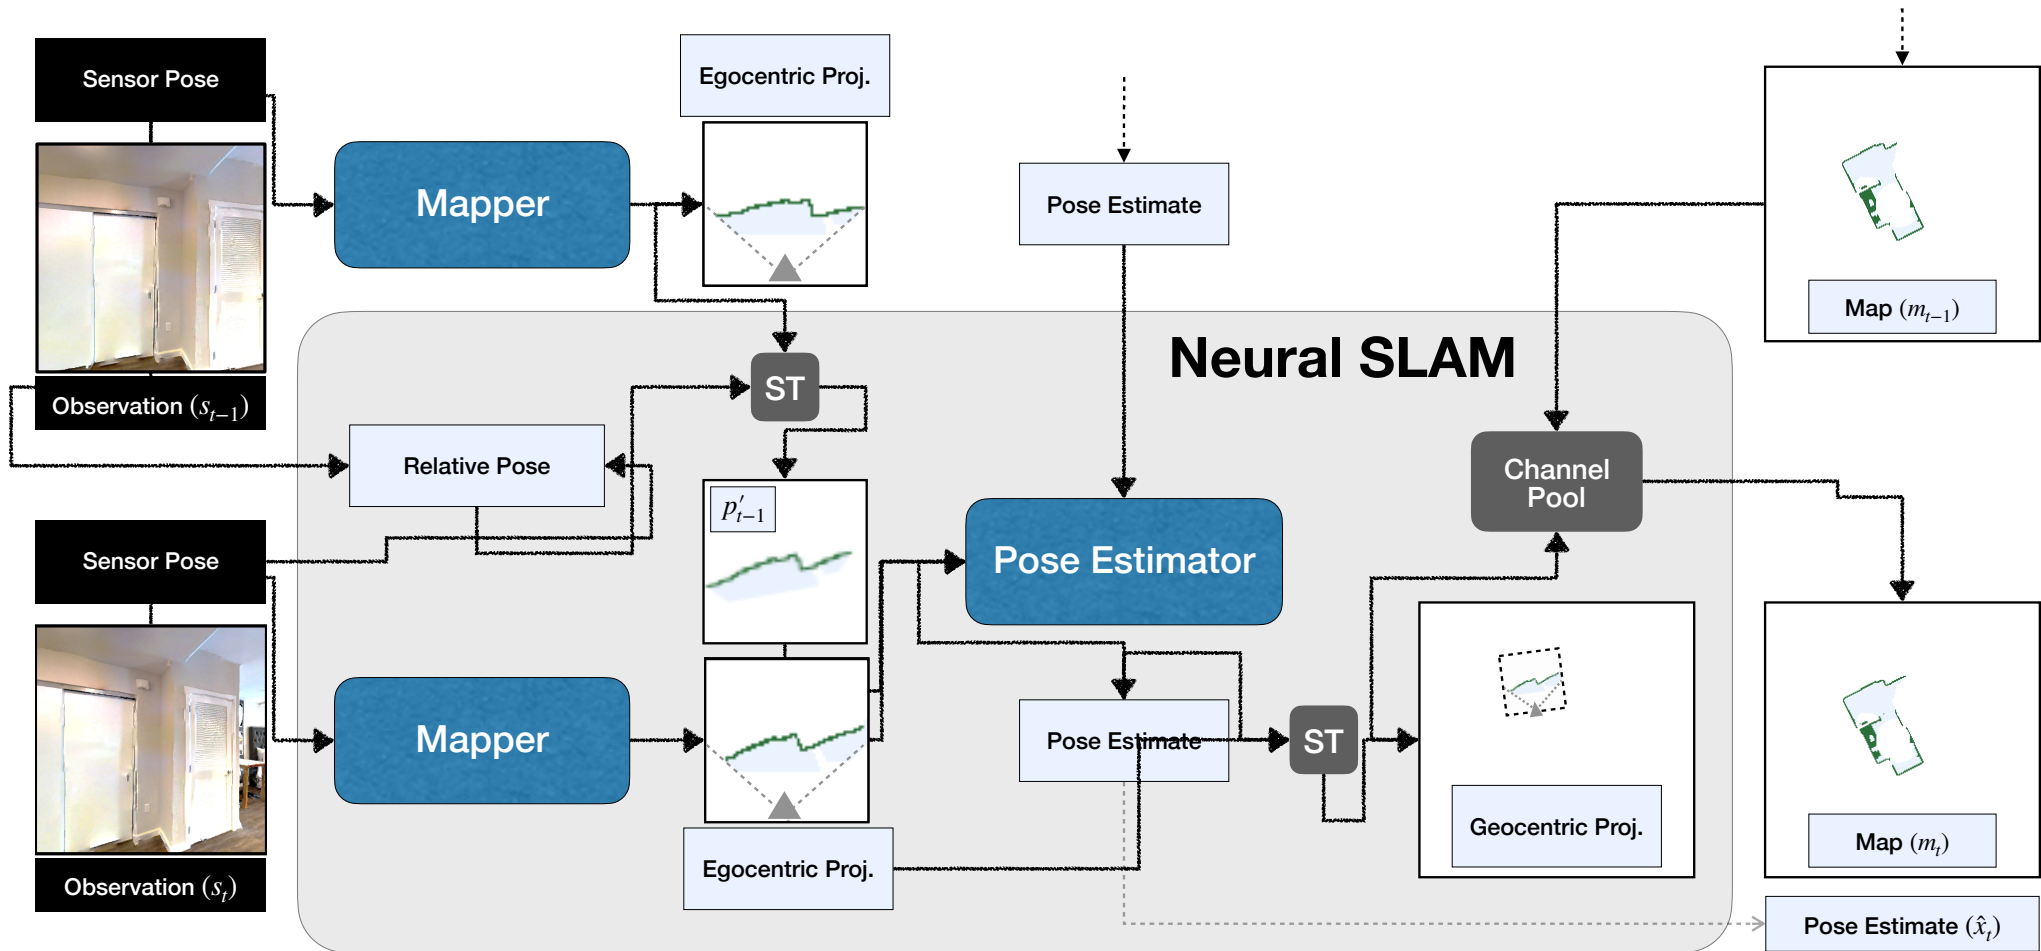 Sensor Pose
Egocentric Proj.
Mapper
Pose Estimate
Map (m_{t−1})
Neural SLAM
ST
Observation (s_{t−1})
Relative Pose
Channel
Pool
p′_{t−1}
Sensor Pose
Pose Estimator
Mapper
Pose Estimate
ST
Geocentric Proj.
Map (m_t)
Egocentric Proj.
Observation (s_t)
Pose Estimate (x̂_t)